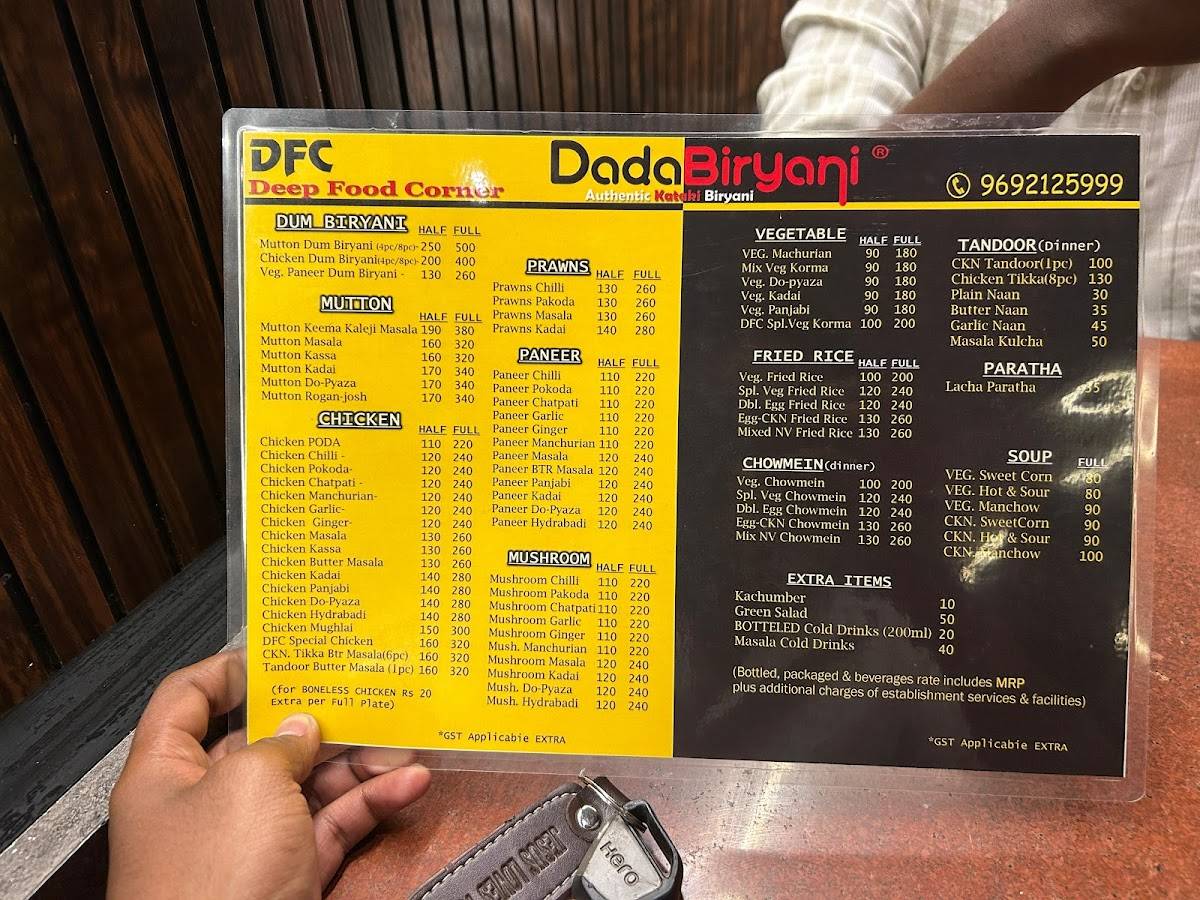 DFC
Deep Food Corner
DadaBiryani ®
Authentic Kataki Biryani
9692125999
DUM BIRYANI HALF FULL
Mutton Dum Biryani (4pc/8pc)- 250 500
Chicken Dum Biryani(4pc/8pc)- 200 400
Veg. Paneer Dum Biryani - 130 260
MUTTON HALF FULL
Mutton Keema Kaleji Masala 190 380
Mutton Masala 160 320
Mutton Kassa 160 320
Mutton Kadai 170 340
Mutton Do-Pyaza 170 340
Mutton Rogan-josh 170 340
CHICKEN HALF FULL
Chicken PODA 110 220
Chicken Chilli - 120 240
Chicken Pokoda- 120 240
Chicken Chatpati - 120 240
Chicken Manchurian- 120 240
Chicken Garlic- 120 240
Chicken Ginger- 120 240
Chicken Masala 130 260
Chicken Kassa 130 260
Chicken Butter Masala 130 260
Chicken Kadai 140 280
Chicken Panjabi 140 280
Chicken Do-Pyaza 140 280
Chicken Hydrabadi 140 280
Chicken Mughlai 150 300
DFC Special Chicken 160 320
CKN. Tikka Btr Masala(6pc) 160 320
Tandoor Butter Masala (1pc) 160 320
(for BONELESS CHICKEN Rs 20
Extra per Full Plate)
PRAWNS HALF FULL
Prawns Chilli 130 260
Prawns Pakoda 130 260
Prawns Masala 130 260
Prawns Kadai 140 280
PANEER HALF FULL
Paneer Chilli 110 220
Paneer Pokoda 110 220
Paneer Chatpati 110 220
Paneer Garlic 110 220
Paneer Ginger 110 220
Paneer Manchurian 110 220
Paneer Masala 120 240
Paneer BTR Masala 120 240
Paneer Panjabi 120 240
Paneer Kadai 120 240
Paneer Do-Pyaza 120 240
Paneer Hydrabadi 120 240
MUSHROOM HALF FULL
Mushroom Chilli 110 220
Mushroom Pakoda 110 220
Mushroom Chatpati 110 220
Mushroom Garlic 110 220
Mushroom Ginger 110 220
Mush. Manchurian 110 220
Mushroom Masala 120 240
Mushroom Kadai 120 240
Mush. Do-Pyaza 120 240
Mush. Hydrabadi 120 240
*GST Applicabie EXTRA
VEGETABLE HALF FULL
VEG. Machurian 90 180
Mix Veg Korma 90 180
Veg. Do-pyaza 90 180
Veg. Kadai 90 180
Veg. Panjabi 90 180
DFC Spl.Veg Korma 100 200
FRIED RICE HALF FULL
Veg. Fried Rice 100 200
Spl. Veg Fried Rice 120 240
Dbl. Egg Fried Rice 120 240
Egg-CKN Fried Rice 130 260
Mixed NV Fried Rice 130 260
CHOWMEIN(dinner)
Veg. Chowmein 100 200
Spl. Veg Chowmein 120 240
Dbl. Egg Chowmein 120 240
Egg-CKN Chowmein 130 260
Mix NV Chowmein 130 260
TANDOOR(Dinner)
CKN Tandoor(1pc) 100
Chicken Tikka(8pc) 130
Plain Naan 30
Butter Naan 35
Garlic Naan 45
Masala Kulcha 50
PARATHA
Lacha Paratha 35
SOUP FULL
VEG. Sweet Corn 80
VEG. Hot & Sour 80
VEG. Manchow 90
CKN. SweetCorn 90
CKN. Hot & Sour 90
CKN. Manchow 100
EXTRA ITEMS
Kachumber 10
Green Salad 50
BOTTELED Cold Drinks (200ml) 20
Masala Cold Drinks 40
(Bottled, packaged & beverages rate includes MRP
plus additional charges of establishment services & facilities)
*GST Applicabie EXTRA
JESUS LOVES
Hero